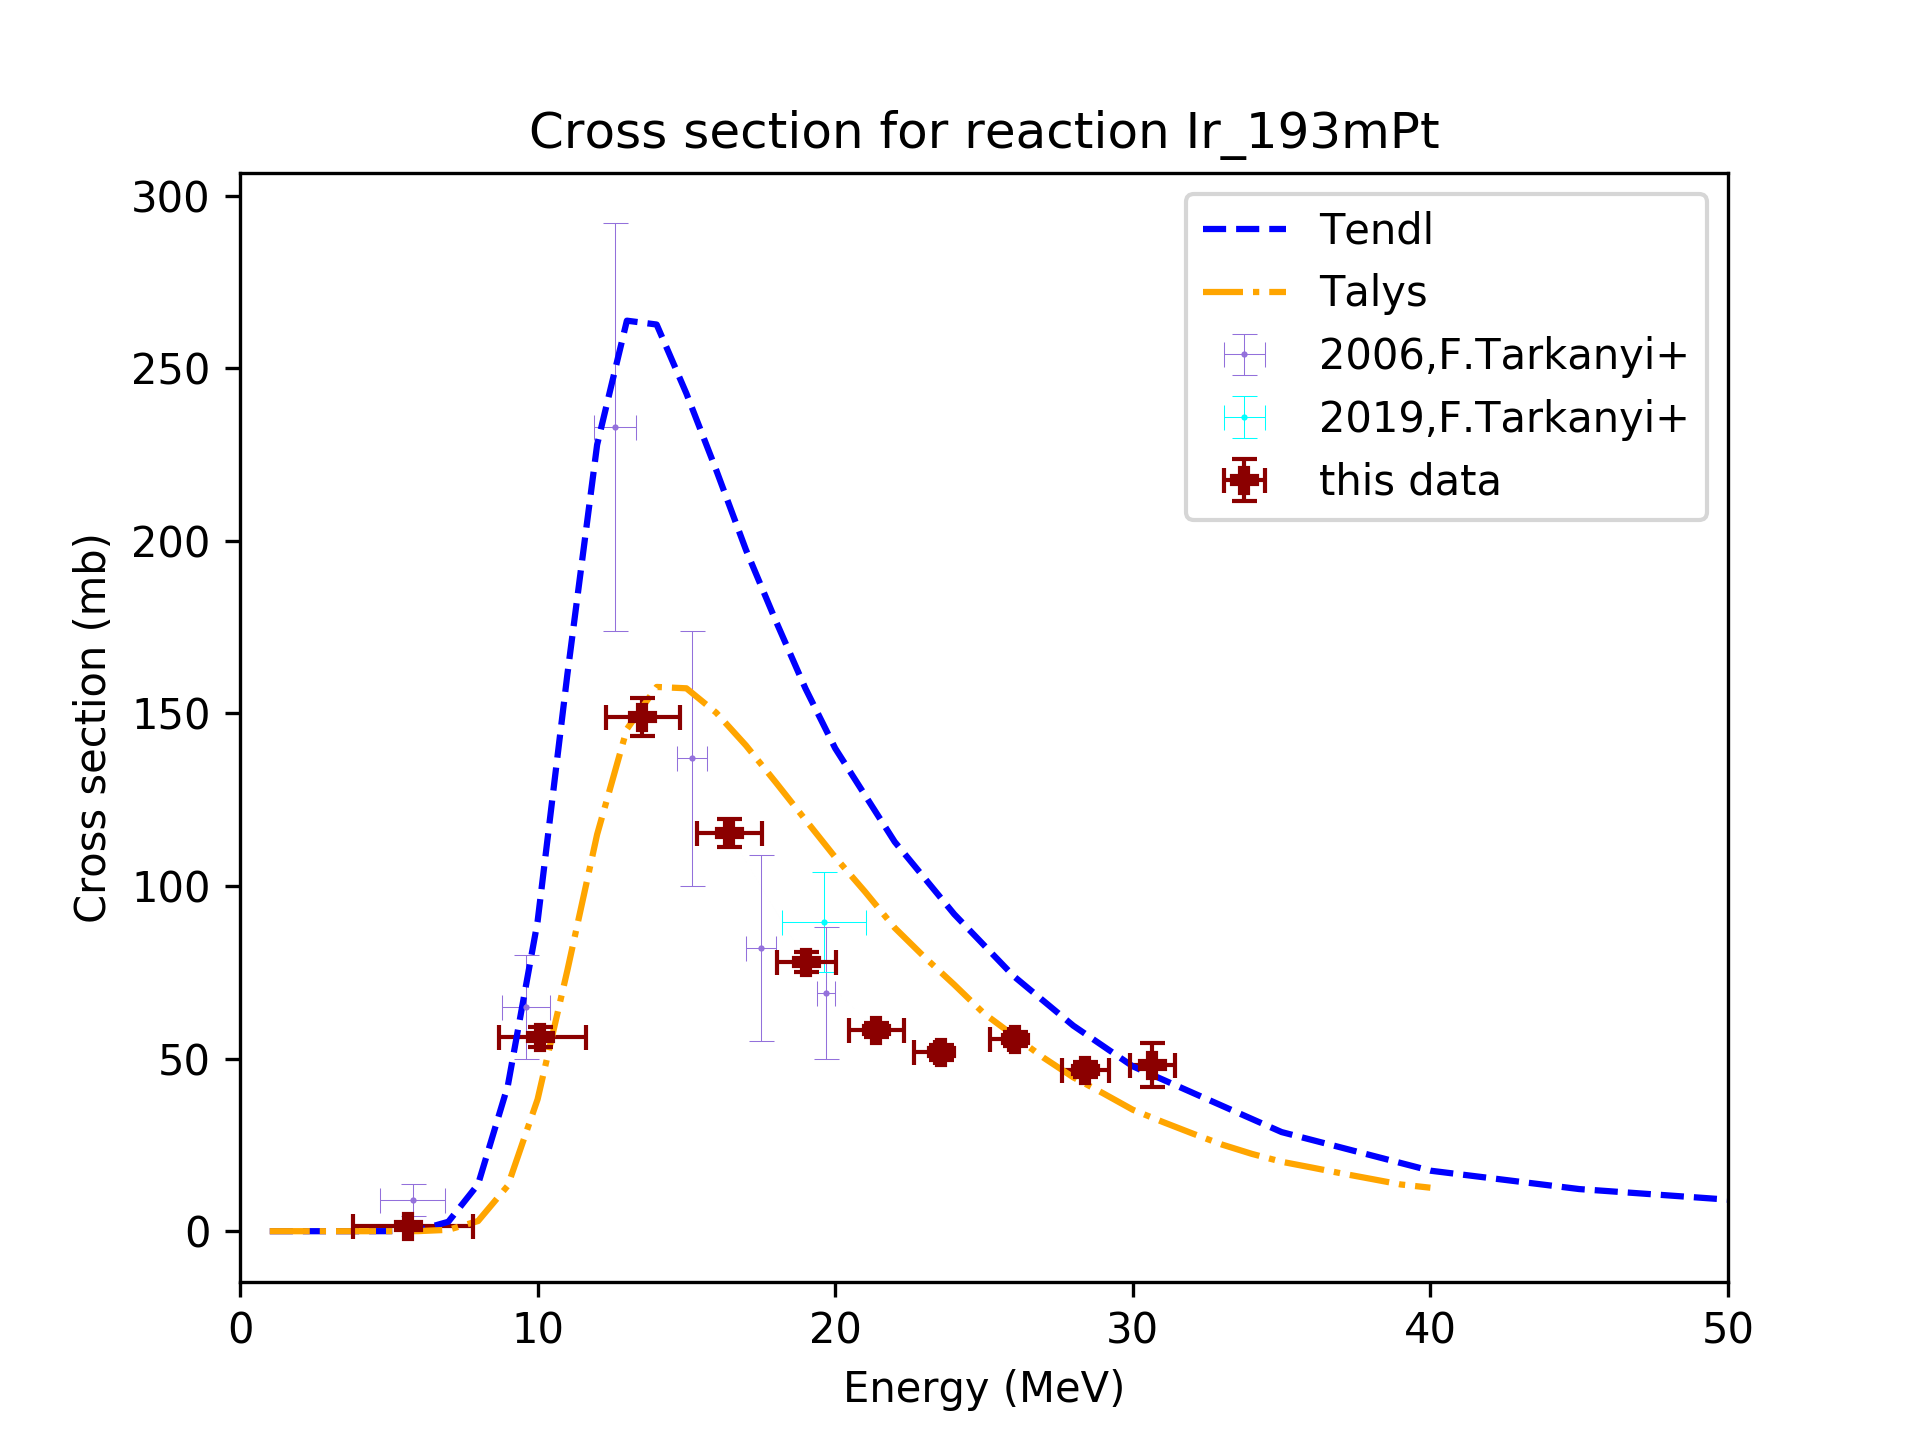 Cross section for reaction Ir_193mPt
300
250
200
150
100
50
0
Cross section (mb)
Tendl
Talys
2006,F.Tarkanyi+
2019,F.Tarkanyi+
this data
0 10 20 30 40 50
Energy (MeV)